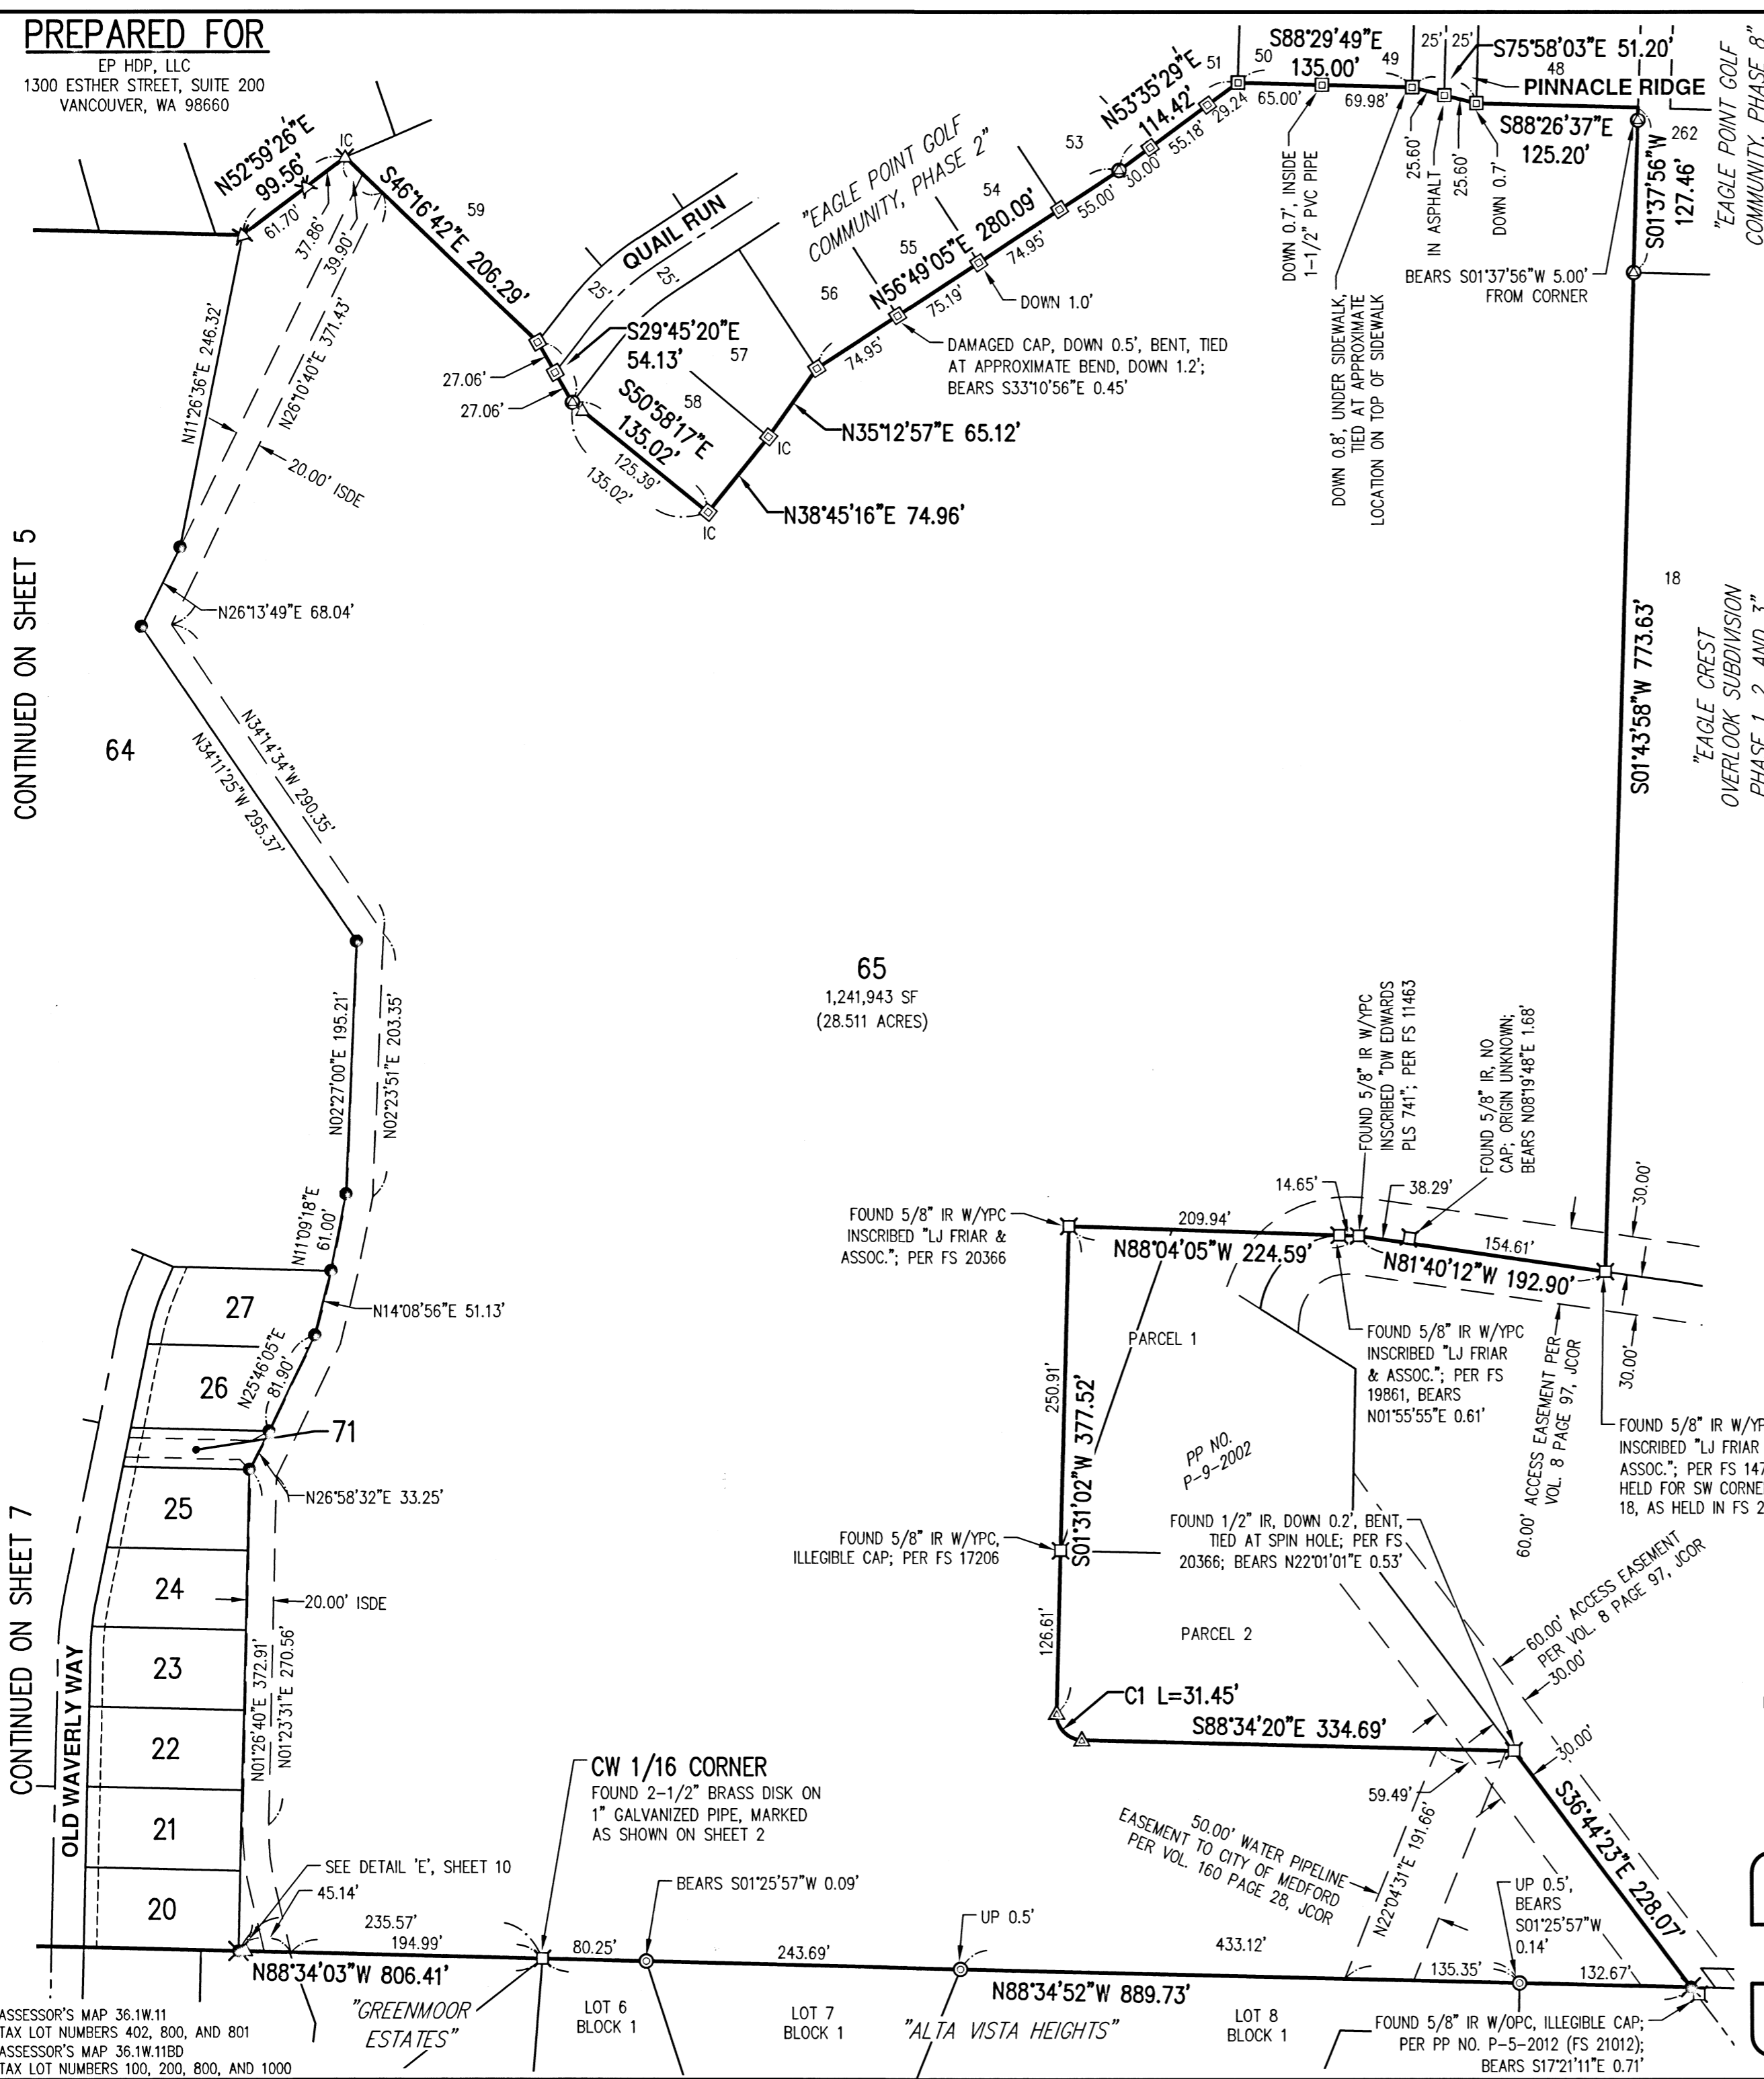 PREPARED FOR
EP HDP, LLC
1300 ESTHER STREET, SUITE 200
VANCOUVER, WA 98660
N52°59'26"E
99.56'
61.70'
37.86'
39.90'
IC
S46°16'42"E 206.29'
59
N11°26'36"E 246.32'
N26°10'40"E 371.43'
20.00' ISDE
QUAIL RUN
25'
25'
27.06'
27.06'
S29°45'20"E
54.13'
S50°58'17"E
135.02'
125.39'
135.02'
58
57
56
55
54
53
51
50
49
48
IC
IC
N38°45'16"E 74.96'
N35°12'57"E 65.12'
"EAGLE POINT GOLF
COMMUNITY, PHASE 2"
N56°49'05"E 280.09'
74.95'
75.19'
74.95'
55.00'
DOWN 1.0'
DAMAGED CAP, DOWN 0.5', BENT, TIED
AT APPROXIMATE BEND, DOWN 1.2';
BEARS S33°10'56"E 0.45'
N53°35'29"E
114.42'
30.00'
55.18'
29.24
S88°29'49"E
135.00'
65.00'
69.98'
25'
25'
S75°58'03"E 51.20'
PINNACLE RIDGE
S88°26'37"E
125.20'
DOWN 0.7', INSIDE
1-1/2" PVC PIPE
DOWN 0.8', UNDER SIDEWALK,
TIED AT APPROXIMATE
LOCATION ON TOP OF SIDEWALK
25.60'
IN ASPHALT
25.60'
DOWN 0.7'
BEARS S01°37'56"W 5.00'
FROM CORNER
S01°37'56"W
127.46'
262
"EAGLE POINT GOLF
COMMUNITY, PHASE 8"
18
S01°43'58"W 773.63'
"EAGLE CREST
OVERLOOK SUBDIVISION
PHASE 1, 2, AND 3"
CONTINUED ON SHEET 5
64
N26°13'49"E 68.04'
N34°14'34"W 290.35'
N34°11'25"W 295.37'
65
1,241,943 SF
(28.511 ACRES)
N02°27'00"E 195.21'
N02°23'51"E 203.35'
N11°09'18"E
61.00'
N14°08'56"E 51.13'
N25°46'05"E
81.90'
N26°58'32"E 33.25'
27
26
71
25
24
23
22
21
20
20.00' ISDE
N01°26'40"E 372.91'
N01°23'31"E 270.56'
OLD WAVERLY WAY
CONTINUED ON SHEET 7
FOUND 5/8" IR W/YPC
INSCRIBED "LJ FRIAR &
ASSOC."; PER FS 20366
FOUND 5/8" IR W/YPC
INSCRIBED "DW EDWARDS
PLS 741"; PER FS 11463
FOUND 5/8" IR, NO
CAP; ORIGIN UNKNOWN;
BEARS N08°19'48"E 1.68'
14.65'
38.29'
209.94'
N88°04'05"W 224.59'
154.61'
N81°40'12"W 192.90'
30.00'
30.00'
PARCEL 1
FOUND 5/8" IR W/YPC
INSCRIBED "LJ FRIAR
& ASSOC."; PER FS
19861, BEARS
N01°55'55"E 0.61'
60.00' ACCESS EASEMENT PER
VOL. 8 PAGE 97, JCOR
FOUND 5/8" IR W/YP
INSCRIBED "LJ FRIAR
ASSOC."; PER FS 147
HELD FOR SW CORNE
18, AS HELD IN FS 2
250.91'
S01°31'02"W 377.52'
PP NO.
P-9-2002
FOUND 5/8" IR W/YPC,
ILLEGIBLE CAP; PER FS 17206
FOUND 1/2" IR, DOWN 0.2', BENT,
TIED AT SPIN HOLE; PER FS
20366; BEARS N22°01'01"E 0.53'
126.61'
PARCEL 2
60.00' ACCESS EASEMENT
PER VOL. 8 PAGE 97, JCOR
30.00'
30.00'
C1 L=31.45'
S88°34'20"E 334.69'
59.49'
S36°44'23"E 228.07'
50.00' WATER PIPELINE
EASEMENT TO CITY OF MEDFORD
PER VOL. 160 PAGE 28, JCOR
N22°04'31"E 191.66'
UP 0.5',
BEARS
S01°25'57"W
0.14'
CW 1/16 CORNER
FOUND 2-1/2" BRASS DISK ON
1" GALVANIZED PIPE, MARKED
AS SHOWN ON SHEET 2
SEE DETAIL 'E', SHEET 10
45.14'
BEARS S01°25'57"W 0.09'
UP 0.5'
235.57'
194.99'
80.25'
243.69'
433.12'
135.35'
132.67'
N88°34'03"W 806.41'
N88°34'52"W 889.73'
"GREENMOOR
ESTATES"
LOT 6
BLOCK 1
LOT 7
BLOCK 1
"ALTA VISTA HEIGHTS"
LOT 8
BLOCK 1
FOUND 5/8" IR W/OPC, ILLEGIBLE CAP;
PER PP NO. P-5-2012 (FS 21012);
BEARS S17°21'11"E 0.71'
ASSESSOR'S MAP 36.1W.11
TAX LOT NUMBERS 402, 800, AND 801
ASSESSOR'S MAP 36.1W.11BD
TAX LOT NUMBERS 100, 200, 800, AND 1000